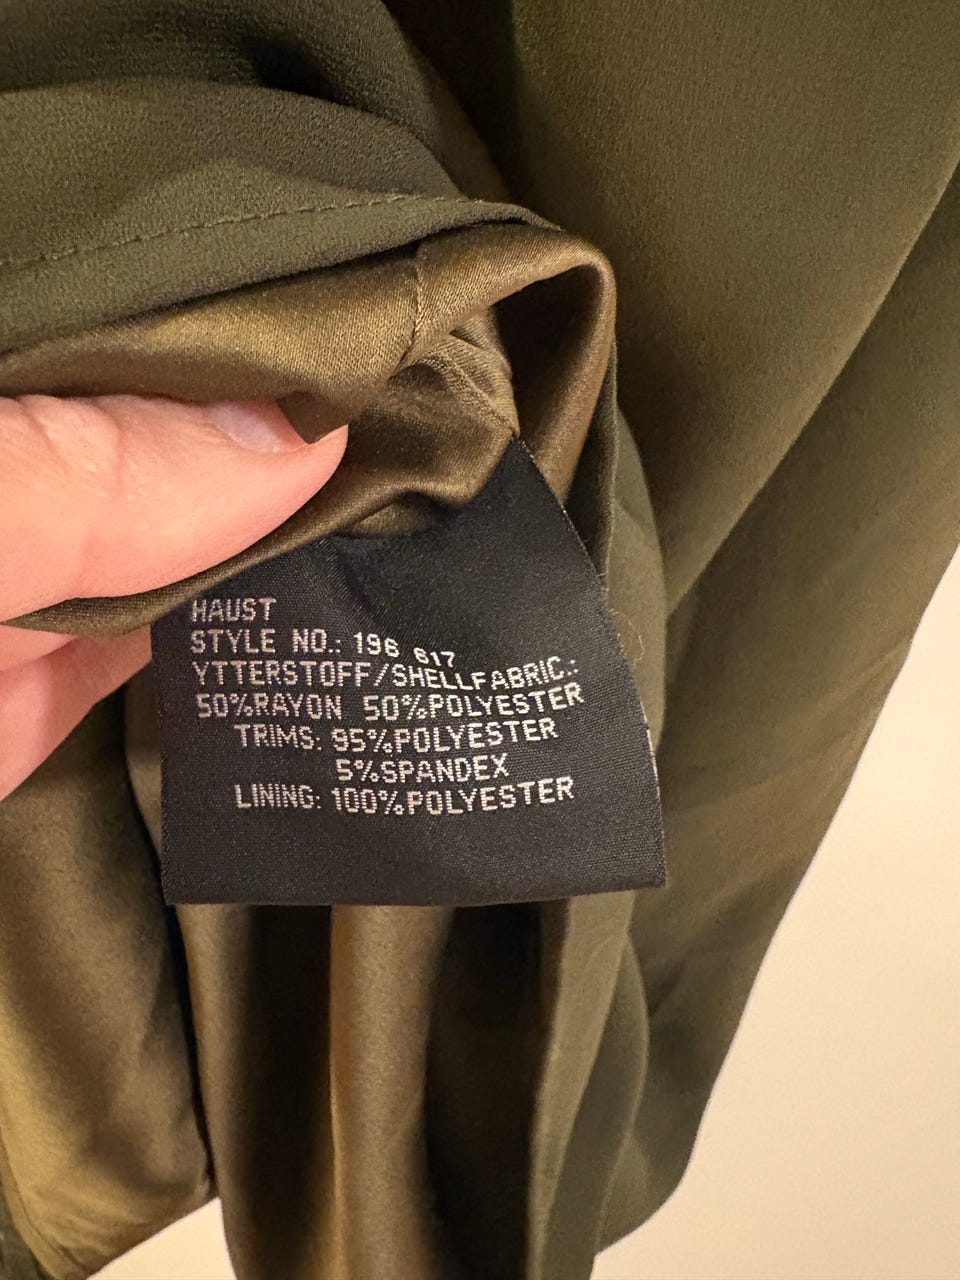 HAUST
STYLE NO.: 196 617
YTTERSTOFF/SHELLFABRIC.:
50%RAYON 50%POLYESTER
TRIMS: 95%POLYESTER
5%SPANDEX
LINING: 100%POLYESTER